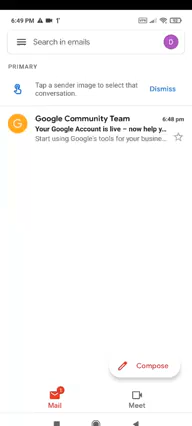 6:49 PM
Search in emails
D
PRIMARY
Tap a sender image to select that
conversation.
Dismiss
G
Google Community Team
6:48 pm
Your Google Account is live – now help y...
Start using Google's tools for your busine...
Compose
1
Mail
Meet